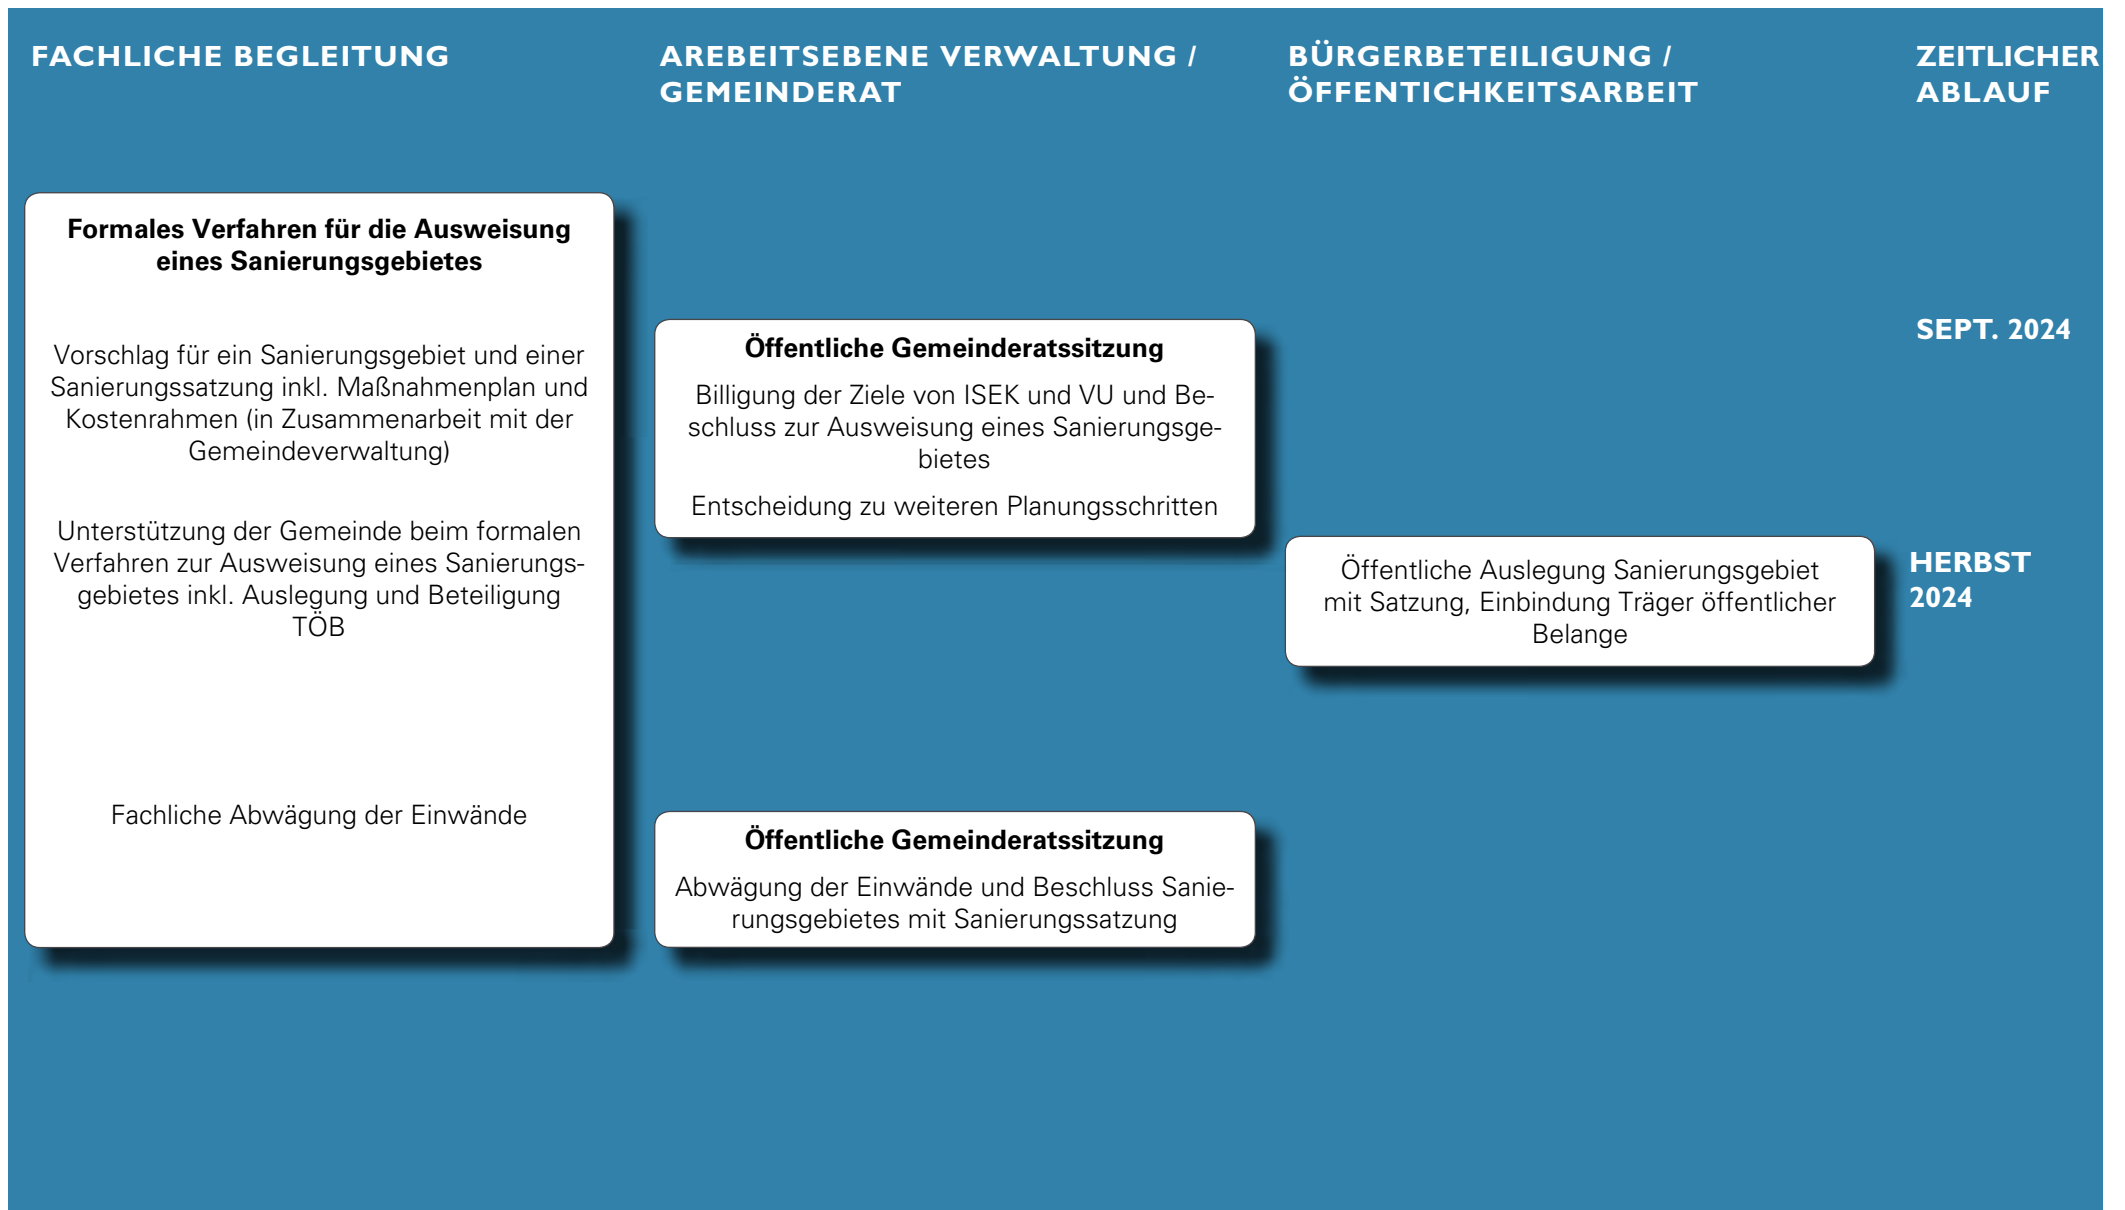 FACHLICHE BEGLEITUNG
AREBEITSEBENE VERWALTUNG /
GEMEINDERAT
BÜRGERBETEILIGUNG /
ÖFFENTICHKEITSARBEIT
ZEITLICHER
ABLAUF
Formales Verfahren für die Ausweisung
eines Sanierungsgebietes
Vorschlag für ein Sanierungsgebiet und einer
Sanierungssatzung inkl. Maßnahmenplan und
Kostenrahmen (in Zusammenarbeit mit der
Gemeindeverwaltung)
Unterstützung der Gemeinde beim formalen
Verfahren zur Ausweisung eines Sanierungs-
gebietes inkl. Auslegung und Beteiligung
TÖB
Fachliche Abwägung der Einwände
Öffentliche Gemeinderatssitzung
Billigung der Ziele von ISEK und VU und Be-
schluss zur Ausweisung eines Sanierungsge-
bietes
Entscheidung zu weiteren Planungsschritten
Öffentliche Gemeinderatssitzung
Abwägung der Einwände und Beschluss Sanie-
rungsgebietes mit Sanierungssatzung
Öffentliche Auslegung Sanierungsgebiet
mit Satzung, Einbindung Träger öffentlicher
Belange
SEPT. 2024
HERBST
2024